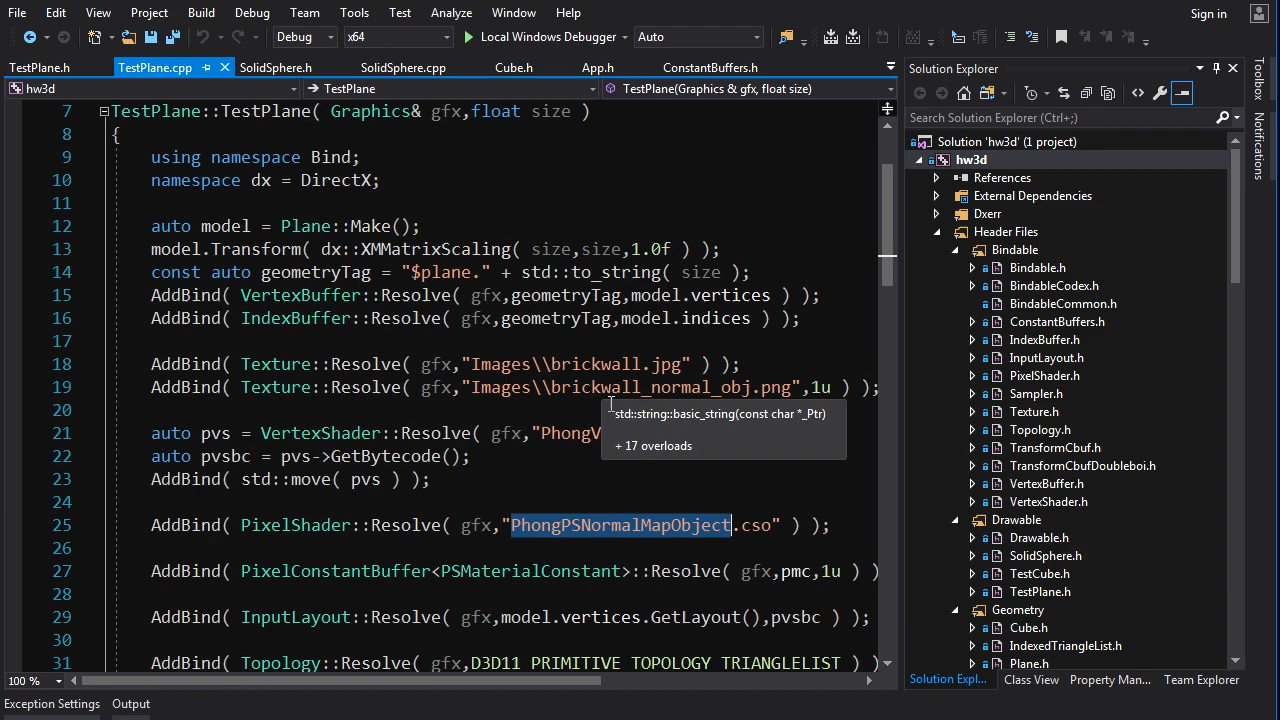 File Edit View Project Build Debug Team Tools Test Analyze Window Help Sign in
Debug x64 Local Windows Debugger Auto
TestPlane.h TestPlane.cpp SolidSphere.h SolidSphere.cpp Cube.h App.h ConstantBuffers.h
hw3d TestPlane TestPlane(Graphics & gfx, float size)
7 TestPlane::TestPlane( Graphics& gfx,float size )
8 {
9 using namespace Bind;
10 namespace dx = DirectX;
11
12 auto model = Plane::Make();
13 model.Transform( dx::XMMatrixScaling( size,size,1.0f ) );
14 const auto geometryTag = "$plane." + std::to_string( size );
15 AddBind( VertexBuffer::Resolve( gfx,geometryTag,model.vertices ) );
16 AddBind( IndexBuffer::Resolve( gfx,geometryTag,model.indices ) );
17
18 AddBind( Texture::Resolve( gfx,"Images\\brickwall.jpg" ) );
19 AddBind( Texture::Resolve( gfx,"Images\\brickwall_normal_obj.png",1u ) );
20
std::string::basic_string(const char *_Ptr)
+ 17 overloads
21 auto pvs = VertexShader::Resolve( gfx,"PhongV
22 auto pvsbc = pvs->GetBytecode();
23 AddBind( std::move( pvs ) );
24
25 AddBind( PixelShader::Resolve( gfx,"PhongPSNormalMapObject.cso" ) );
26
27 AddBind( PixelConstantBuffer<PSMaterialConstant>::Resolve( gfx,pmc,1u ) )
28
29 AddBind( InputLayout::Resolve( gfx,model.vertices.GetLayout(),pvsbc ) );
30
31 AddBind( Topology::Resolve( gfx,D3D11_PRIMITIVE_TOPOLOGY_TRIANGLELIST ) )
100 %
Exception Settings Output
Solution Explorer
Search Solution Explorer (Ctrl+;)
Solution 'hw3d' (1 project)
hw3d
References
External Dependencies
Dxerr
Header Files
Bindable
Bindable.h
BindableCodex.h
BindableCommon.h
ConstantBuffers.h
IndexBuffer.h
InputLayout.h
PixelShader.h
Sampler.h
Texture.h
Topology.h
TransformCbuf.h
TransformCbufDoubleboi.h
VertexBuffer.h
VertexShader.h
Drawable
Drawable.h
SolidSphere.h
TestCube.h
TestPlane.h
Geometry
Cube.h
IndexedTriangleList.h
Plane.h
Solution Expl... Class View Property Man... Team Explorer
Toolbox
Notifications